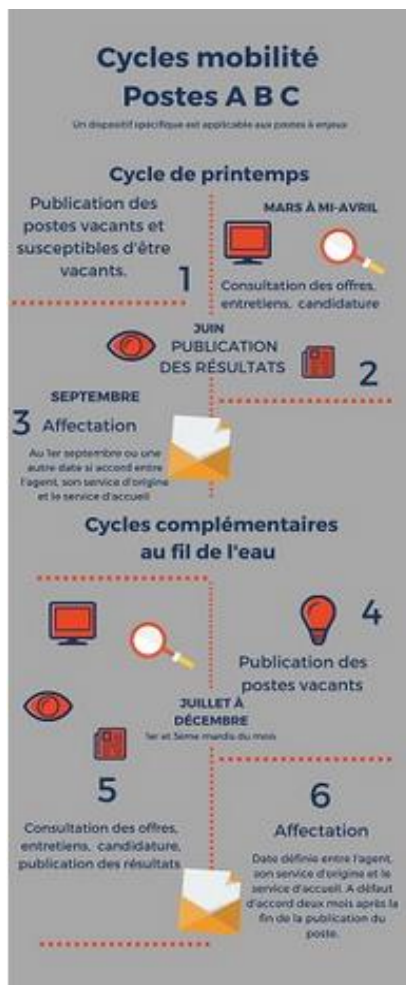 Cycles mobilité
Postes A B C
Un dispositif spécifique est applicable aux postes à enjeux
Cycle de printemps
Publication des
postes vacants et
susceptibles d'être
vacants.
1
MARS À MI-AVRIL
Consultation des offres,
entretiens, candidature
JUIN
PUBLICATION
DES RÉSULTATS
2
SEPTEMBRE
3 Affectation
Au 1er septembre ou une
autre date si accord entre
l'agent, son service d'origine
et le service d'accueil
Cycles complémentaires
au fil de l'eau
4
Publication des
postes vacants
JUILLET À
DÉCEMBRE
1er et 3ème mardis du mois
5
Consultation des offres,
entretiens, candidature,
publication des résultats
6
Affectation
Date définie entre l'agent,
son service d'origine et le
service d'accueil. A défaut
d'accord deux mois après la
fin de la publication du
poste.